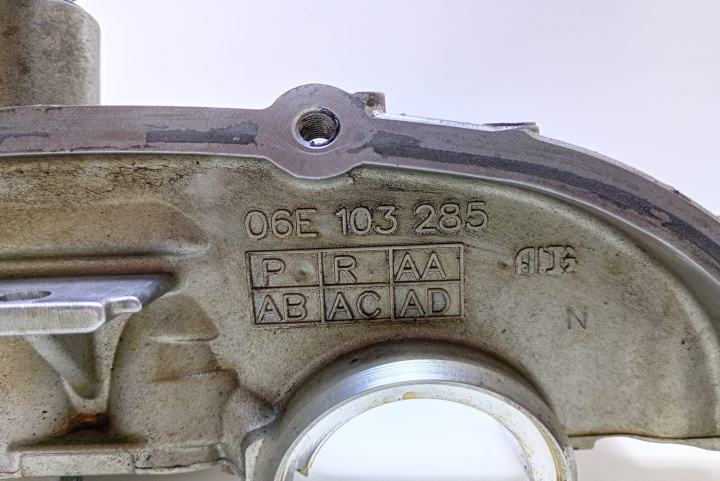 06E 103 285
P R AA
AB AC AD
N